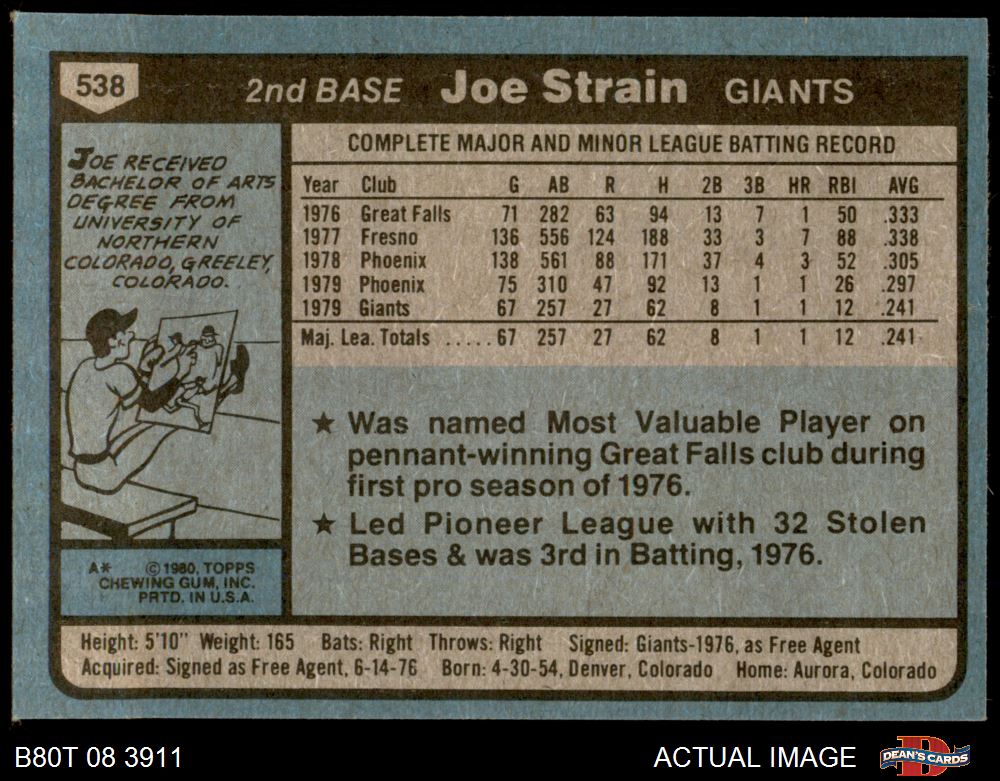 538 2nd BASE Joe Strain GIANTS
JOE RECEIVED
BACHELOR OF ARTS
DEGREE FROM
UNIVERSITY OF
NORTHERN
COLORADO, GREELEY,
COLORADO.
COMPLETE MAJOR AND MINOR LEAGUE BATTING RECORD
Year Club G AB R H 2B 3B HR RBI AVG
1976 Great Falls 71 282 63 94 13 7 1 50 .333
1977 Fresno 136 556 124 188 33 3 7 88 .338
1978 Phoenix 138 561 88 171 37 4 3 52 .305
1979 Phoenix 75 310 47 92 13 1 1 26 .297
1979 Giants 67 257 27 62 8 1 1 12 .241
Maj. Lea. Totals .....67 257 27 62 8 1 1 12 .241
★ Was named Most Valuable Player on
pennant-winning Great Falls club during
first pro season of 1976.
★ Led Pioneer League with 32 Stolen
Bases & was 3rd in Batting, 1976.
A* ©1980, TOPPS
CHEWING GUM, INC.
PRTD. IN U.S.A.
Height: 5'10" Weight: 165 Bats: Right Throws: Right Signed: Giants-1976, as Free Agent
Acquired: Signed as Free Agent, 6-14-76 Born: 4-30-54, Denver, Colorado Home: Aurora, Colorado
B80T 08 3911 ACTUAL IMAGE DEAN'S CARDS